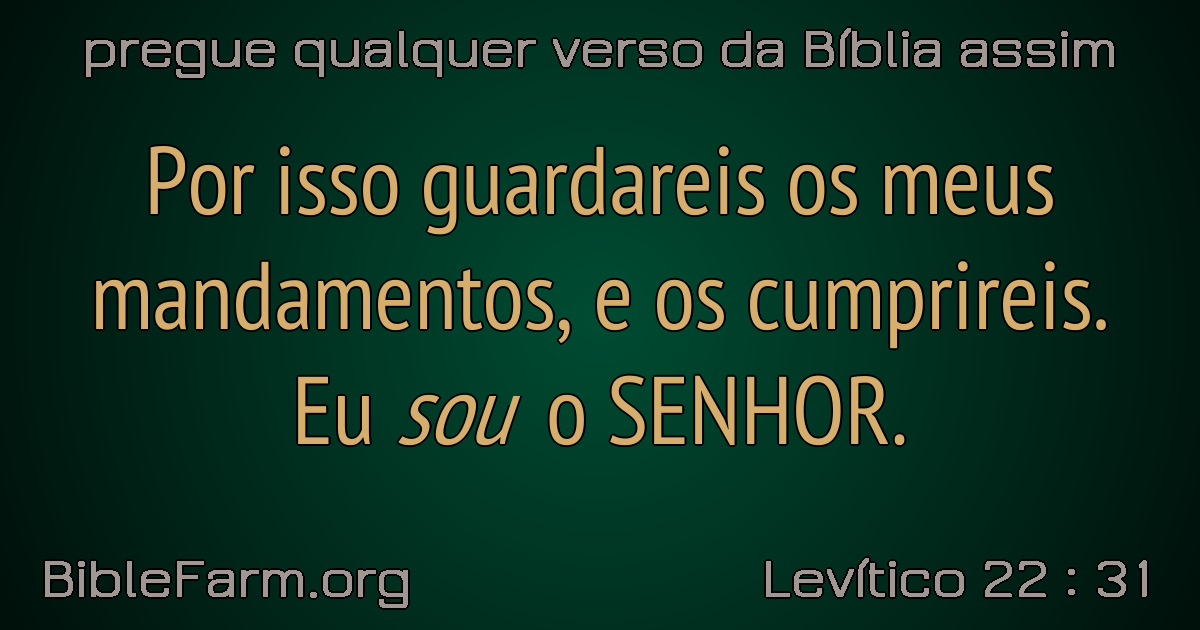 pregue qualquer verso da Bíblia assim
Por isso guardareis os meus
mandamentos, e os cumprireis.
Eu sou o SENHOR.
BibleFarm.org
Levítico 22 : 31